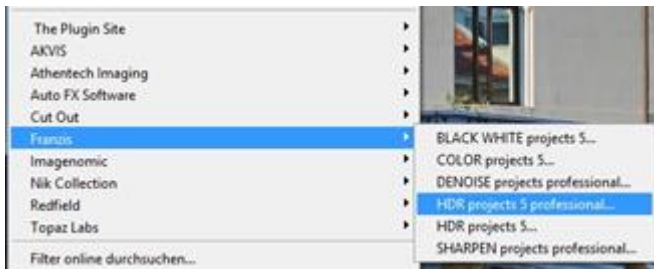 The Plugin Site
AKVIS
Athentech Imaging
Auto FX Software
Cut Out
Franzis
Imagenomic
Nik Collection
Redfield
Topaz Labs
Filter online durchsuchen...
BLACK WHITE projects 5...
COLOR projects 5...
DENOISE projects professional...
HDR projects 5 professional...
HDR projects 5...
SHARPEN projects professional...